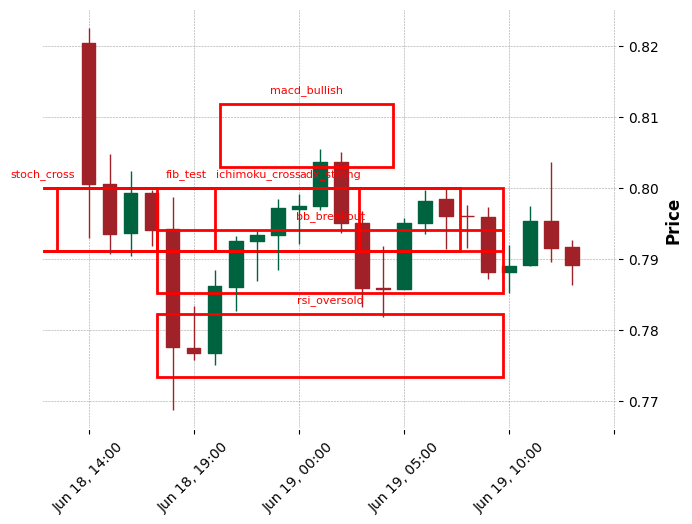 0.82
macd_bullish
0.81
stoch_cross
fib_test
ichimoku_cross
adx_strong
0.80
bb_breakout
Price
0.79
rsi_oversold
0.78
0.77
Jun 18, 14:00
Jun 18, 19:00
Jun 19, 00:00
Jun 19, 05:00
Jun 19, 10:00